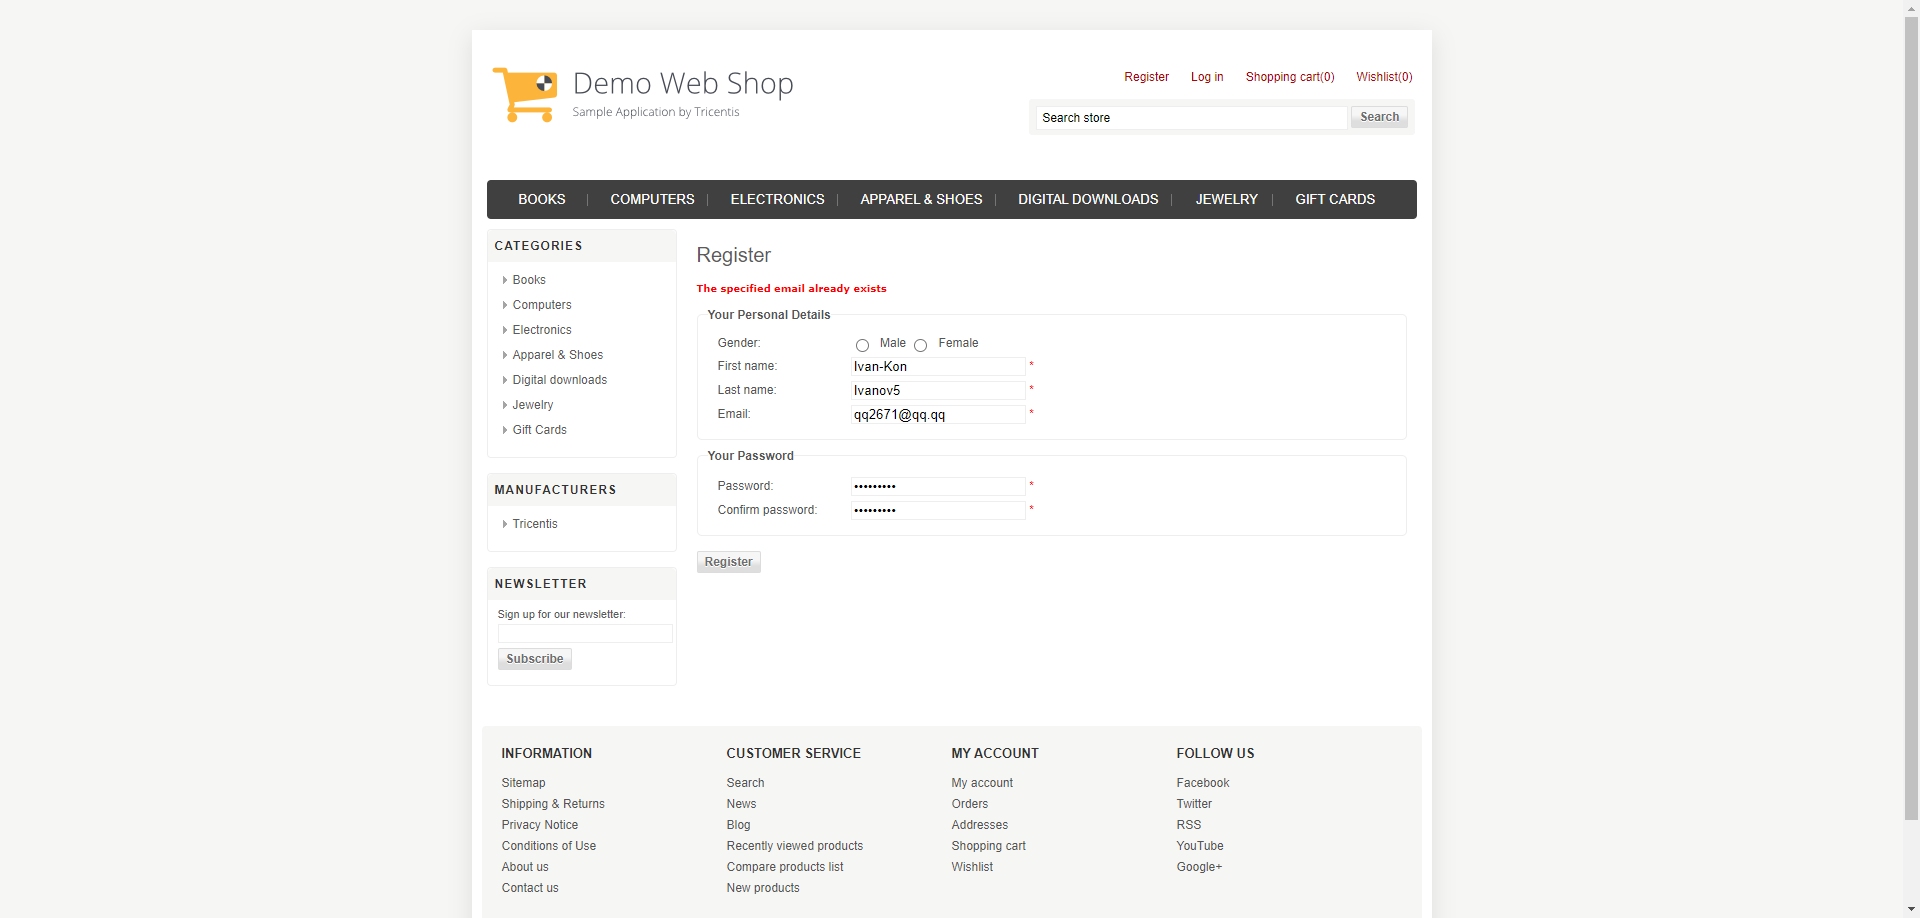 Demo Web Shop
Sample Application by Tricentis
Register Log in Shopping cart(0) Wishlist(0)
Search store Search
BOOKS COMPUTERS ELECTRONICS APPAREL & SHOES DIGITAL DOWNLOADS JEWELRY GIFT CARDS
CATEGORIES
Books
Computers
Electronics
Apparel & Shoes
Digital downloads
Jewelry
Gift Cards
MANUFACTURERS
Tricentis
NEWSLETTER
Sign up for our newsletter:
Subscribe
Register
The specified email already exists
Your Personal Details
Gender: Male Female
First name: Ivan-Kon *
Last name: Ivanov5 *
Email: qq2671@qq.qq *
Your Password
Password: ••••••••• *
Confirm password: ••••••••• *
Register
INFORMATION
Sitemap
Shipping & Returns
Privacy Notice
Conditions of Use
About us
Contact us
CUSTOMER SERVICE
Search
News
Blog
Recently viewed products
Compare products list
New products
MY ACCOUNT
My account
Orders
Addresses
Shopping cart
Wishlist
FOLLOW US
Facebook
Twitter
RSS
YouTube
Google+